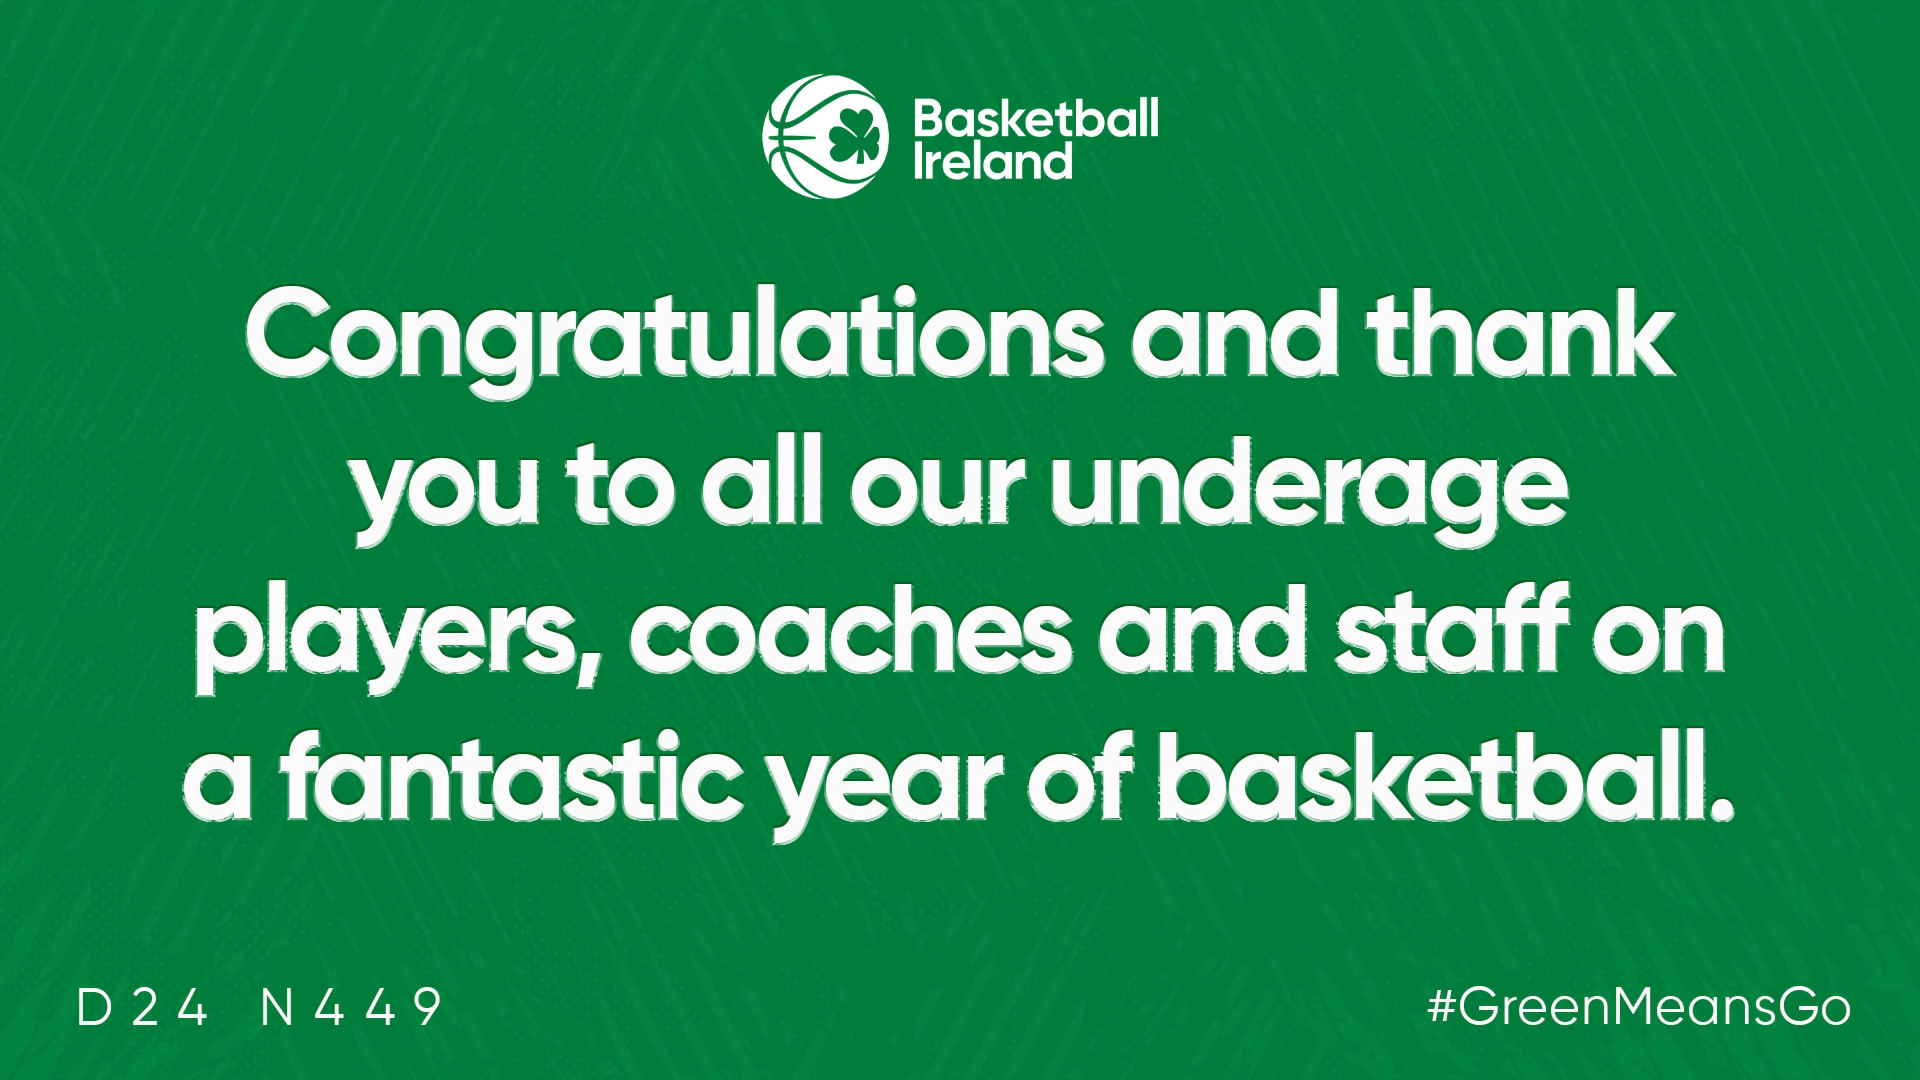 Basketball
Ireland
Congratulations and thank
you to all our underage
players, coaches and staff on
a fantastic year of basketball.
D24 N449
#GreenMeansGo